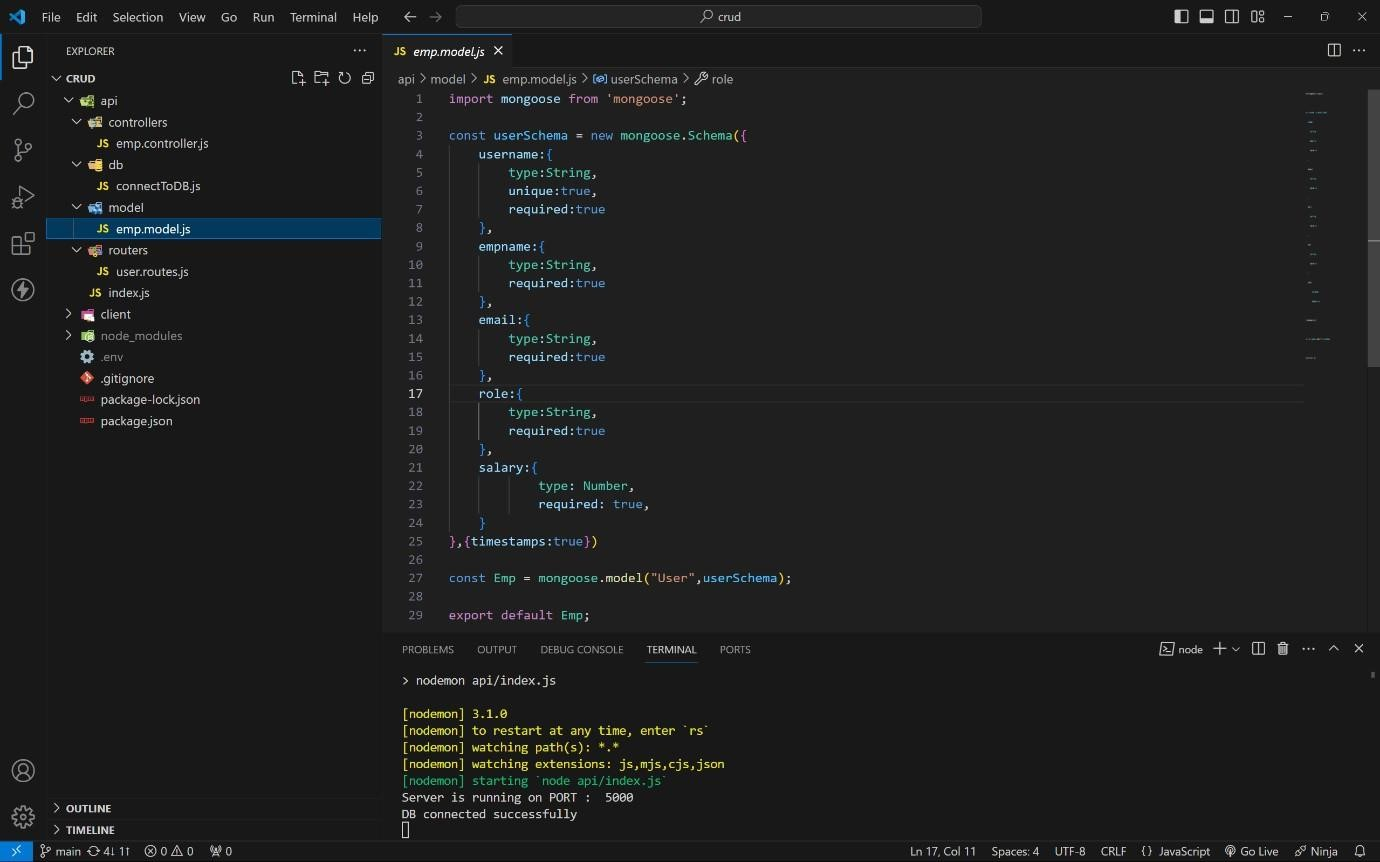 File Edit Selection View Go Run Terminal Help
crud
EXPLORER
CRUD
api
controllers
JS emp.controller.js
db
JS connectToDB.js
model
JS emp.model.js
routers
JS user.routes.js
JS index.js
client
node_modules
.env
.gitignore
package-lock.json
package.json
OUTLINE
TIMELINE
JS emp.model.js
api > model > JS emp.model.js > userSchema > role
1 import mongoose from 'mongoose';
2
3 const userSchema = new mongoose.Schema({
4 username:{
5 type:String,
6 unique:true,
7 required:true
8 },
9 empname:{
10 type:String,
11 required:true
12 },
13 email:{
14 type:String,
15 required:true
16 },
17 role:{
18 type:String,
19 required:true
20 },
21 salary:{
22 type: Number,
23 required: true,
24 }
25 },{timestamps:true})
26
27 const Emp = mongoose.model("User",userSchema);
28
29 export default Emp;
PROBLEMS OUTPUT DEBUG CONSOLE TERMINAL PORTS
node
> nodemon api/index.js
[nodemon] 3.1.0
[nodemon] to restart at any time, enter `rs`
[nodemon] watching path(s): *.*
[nodemon] watching extensions: js,mjs,cjs,json
[nodemon] starting `node api/index.js`
Server is running on PORT :  5000
DB connected successfully
main 4↓ 1↑ 0 0 0 Ln 17, Col 11 Spaces: 4 UTF-8 CRLF {} JavaScript Go Live Ninja